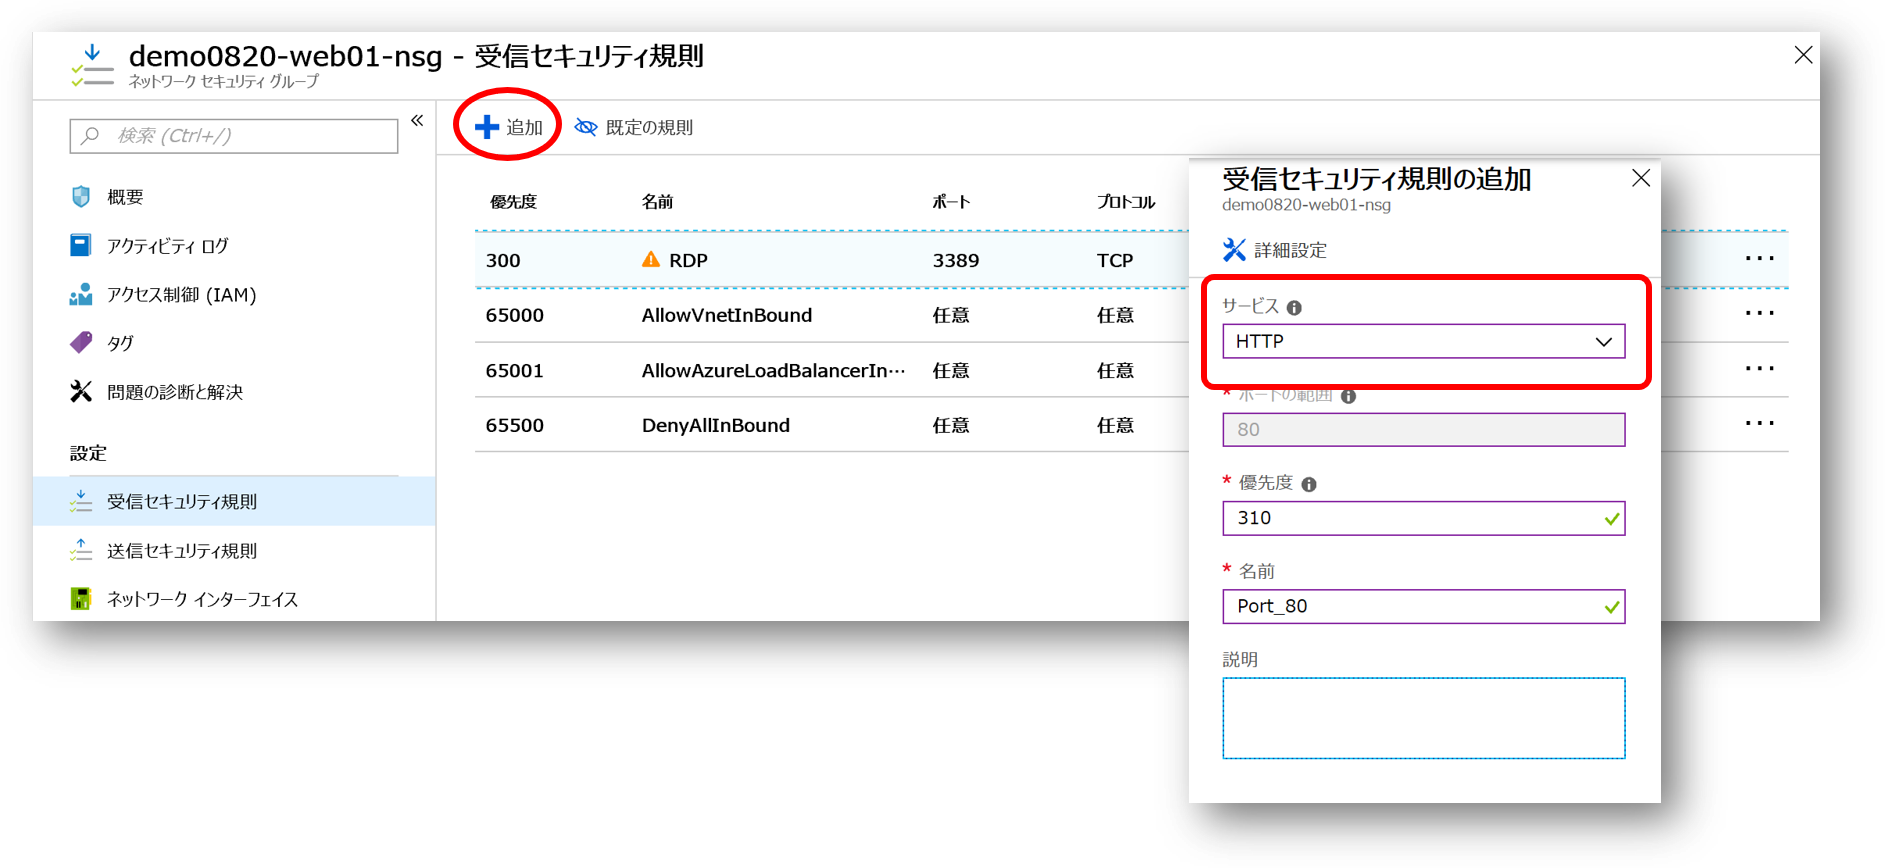 demo0820-web01-nsg - 受信セキュリティ規則
ネットワーク セキュリティ グループ
検索 (Ctrl+/)
概要
アクティビティ ログ
アクセス制御 (IAM)
タグ
問題の診断と解決
設定
受信セキュリティ規則
送信セキュリティ規則
ネットワーク インターフェイス
追加 既定の規則
優先度 名前 ポート プロトコル
300 RDP 3389 TCP
65000 AllowVnetInBound 任意 任意
65001 AllowAzureLoadBalancerIn··· 任意 任意
65500 DenyAllInBound 任意 任意
受信セキュリティ規則の追加
demo0820-web01-nsg
詳細設定
サービス
HTTP
* ポートの範囲
80
* 優先度
310
* 名前
Port_80
説明